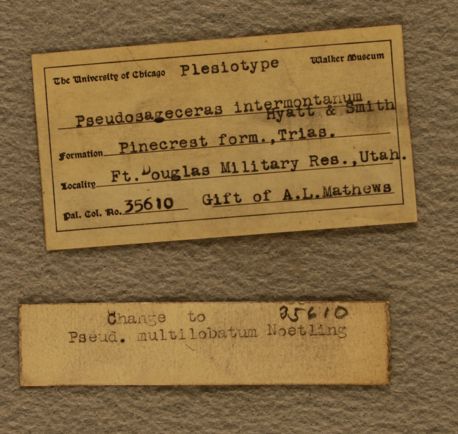 The University of Chicago Plesiotype Walker Museum
Pseudosageceras intermontanum
Hyatt & Smith
Formation Pinecrest form.,Trias.
Locality Ft.Douglas Military Res.,Utah.
Pal. Col. No. 35610 Gift of A.L.Mathews
Change to 35610
Pseud. multilobatum Noetling